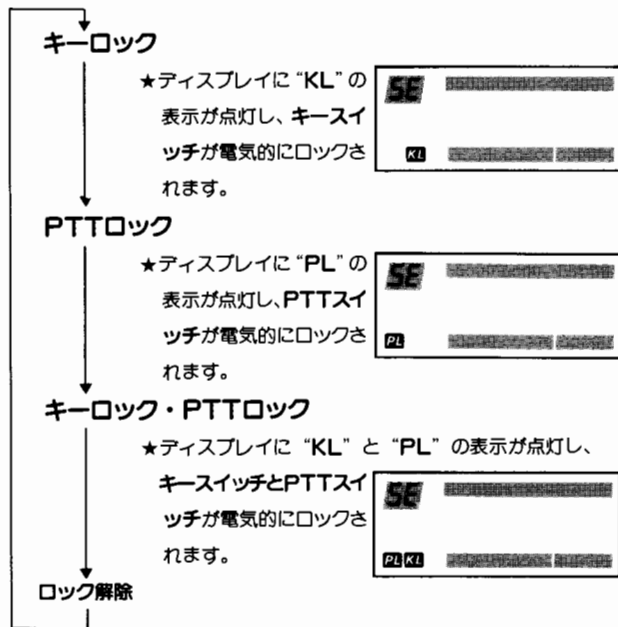 キーロック
★ディスプレイに“KL”の
表示が点灯し、キースイ
ッチが電気的にロックさ
れます。
SE
KL
PTTロック
★ディスプレイに“PL”の
表示が点灯し、PTTスイ
ッチが電気的にロックさ
れます。
SE
PL
キーロック・PTTロック
★ディスプレイに“KL”と“PL”の表示が点灯し、
キースイッチとPTTスイ
ッチが電気的にロックさ
れます。
SE
PL KL
ロック解除